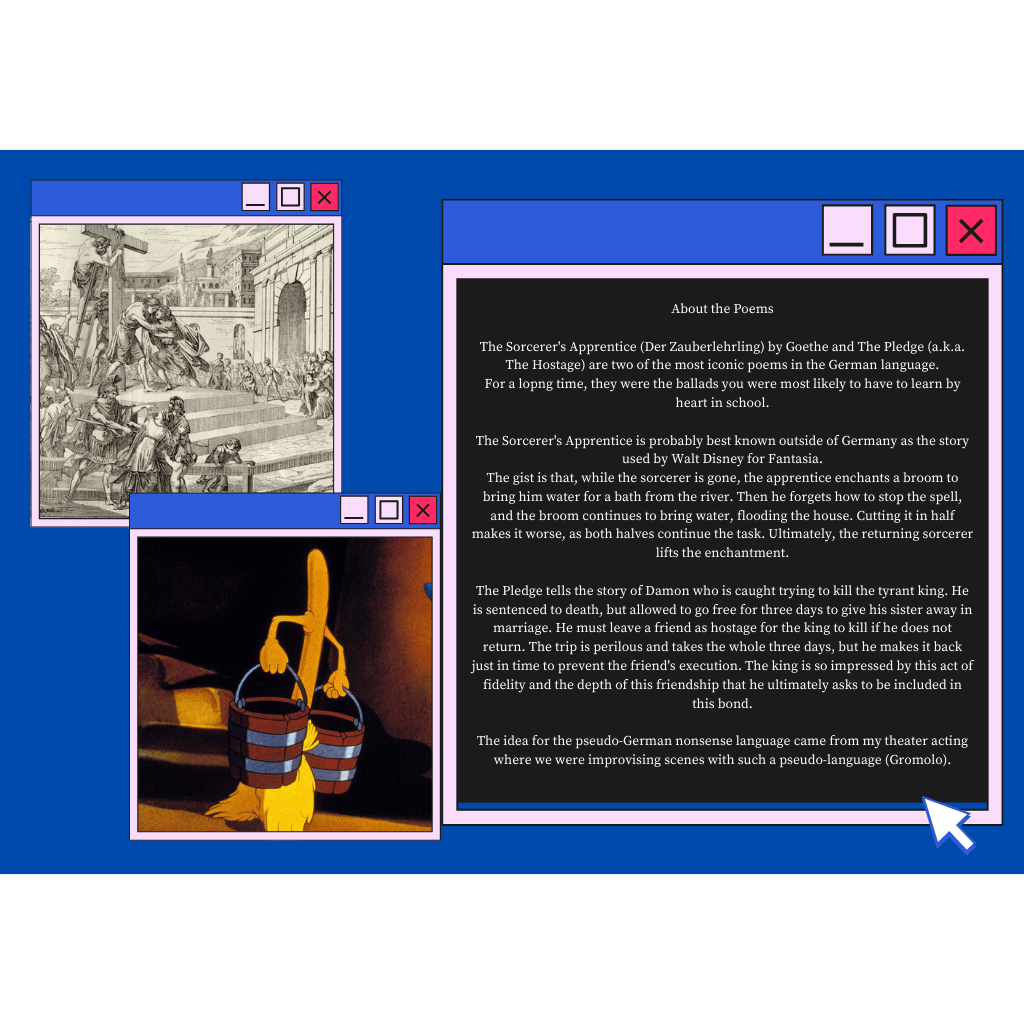 About the Poems
The Sorcerer's Apprentice (Der Zauberlehrling) by Goethe and The Pledge (a.k.a.
The Hostage) are two of the most iconic poems in the German language.
For a lopng time, they were the ballads you were most likely to have to learn by
heart in school.
The Sorcerer's Apprentice is probably best known outside of Germany as the story
used by Walt Disney for Fantasia.
The gist is that, while the sorcerer is gone, the apprentice enchants a broom to
bring him water for a bath from the river. Then he forgets how to stop the spell,
and the broom continues to bring water, flooding the house. Cutting it in half
makes it worse, as both halves continue the task. Ultimately, the returning sorcerer
lifts the enchantment.
The Pledge tells the story of Damon who is caught trying to kill the tyrant king. He
is sentenced to death, but allowed to go free for three days to give his sister away in
marriage. He must leave a friend as hostage for the king to kill if he does not
return. The trip is perilous and takes the whole three days, but he makes it back
just in time to prevent the friend's execution. The king is so impressed by this act of
fidelity and the depth of this friendship that he ultimately asks to be included in
this bond.
The idea for the pseudo-German nonsense language came from my theater acting
where we were improvising scenes with such a pseudo-language (Gromolo).